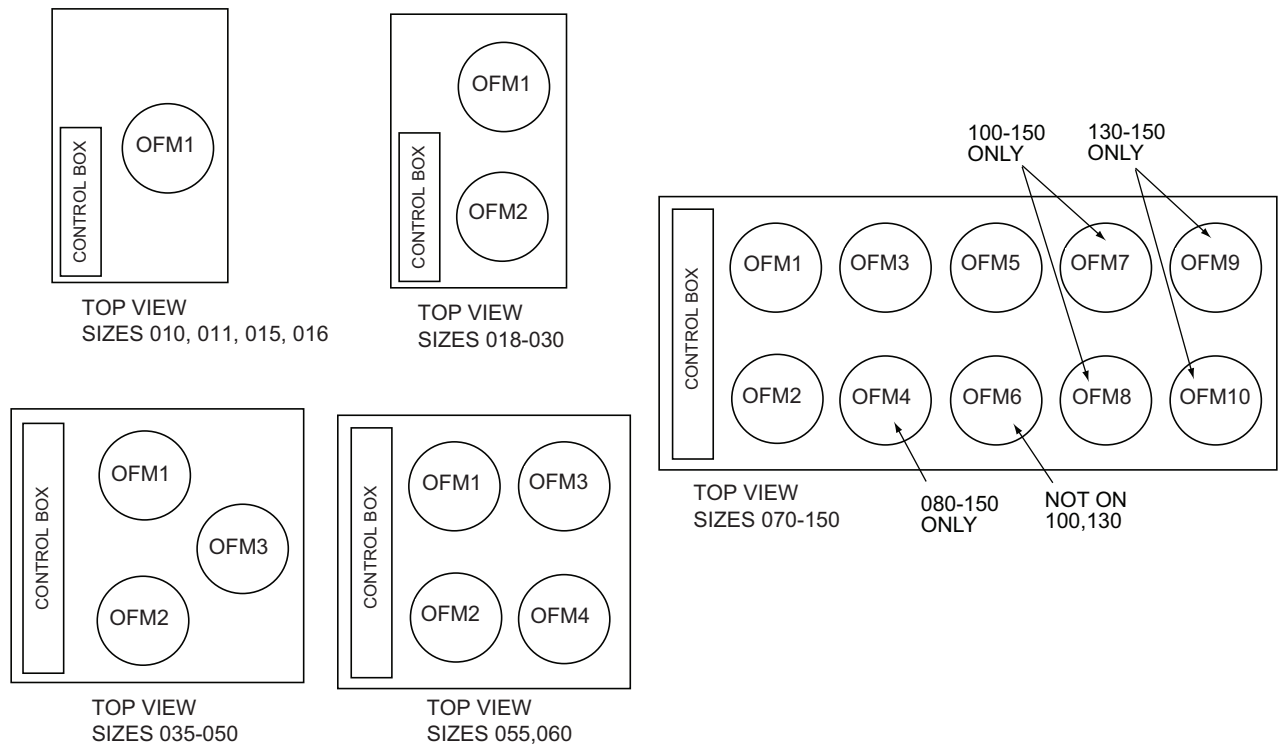 OFM1
CONTROL BOX
TOP VIEW
SIZES 010, 011, 015, 016
OFM1
OFM2
CONTROL BOX
TOP VIEW
SIZES 018-030
100-150
ONLY
130-150
ONLY
CONTROL BOX
OFM1
OFM3
OFM5
OFM7
OFM9
OFM2
OFM4
OFM6
OFM8
OFM10
TOP VIEW
SIZES 070-150
080-150
ONLY
NOT ON
100,130
CONTROL BOX
OFM1
OFM3
OFM2
TOP VIEW
SIZES 035-050
CONTROL BOX
OFM1
OFM3
OFM2
OFM4
TOP VIEW
SIZES 055,060